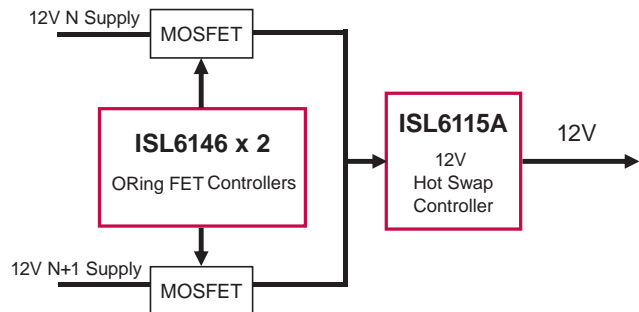 12V N Supply
MOSFET
ISL6146 x 2
ORing FET Controllers
ISL6115A
12V
Hot Swap
Controller
12V
12V N+1 Supply
MOSFET